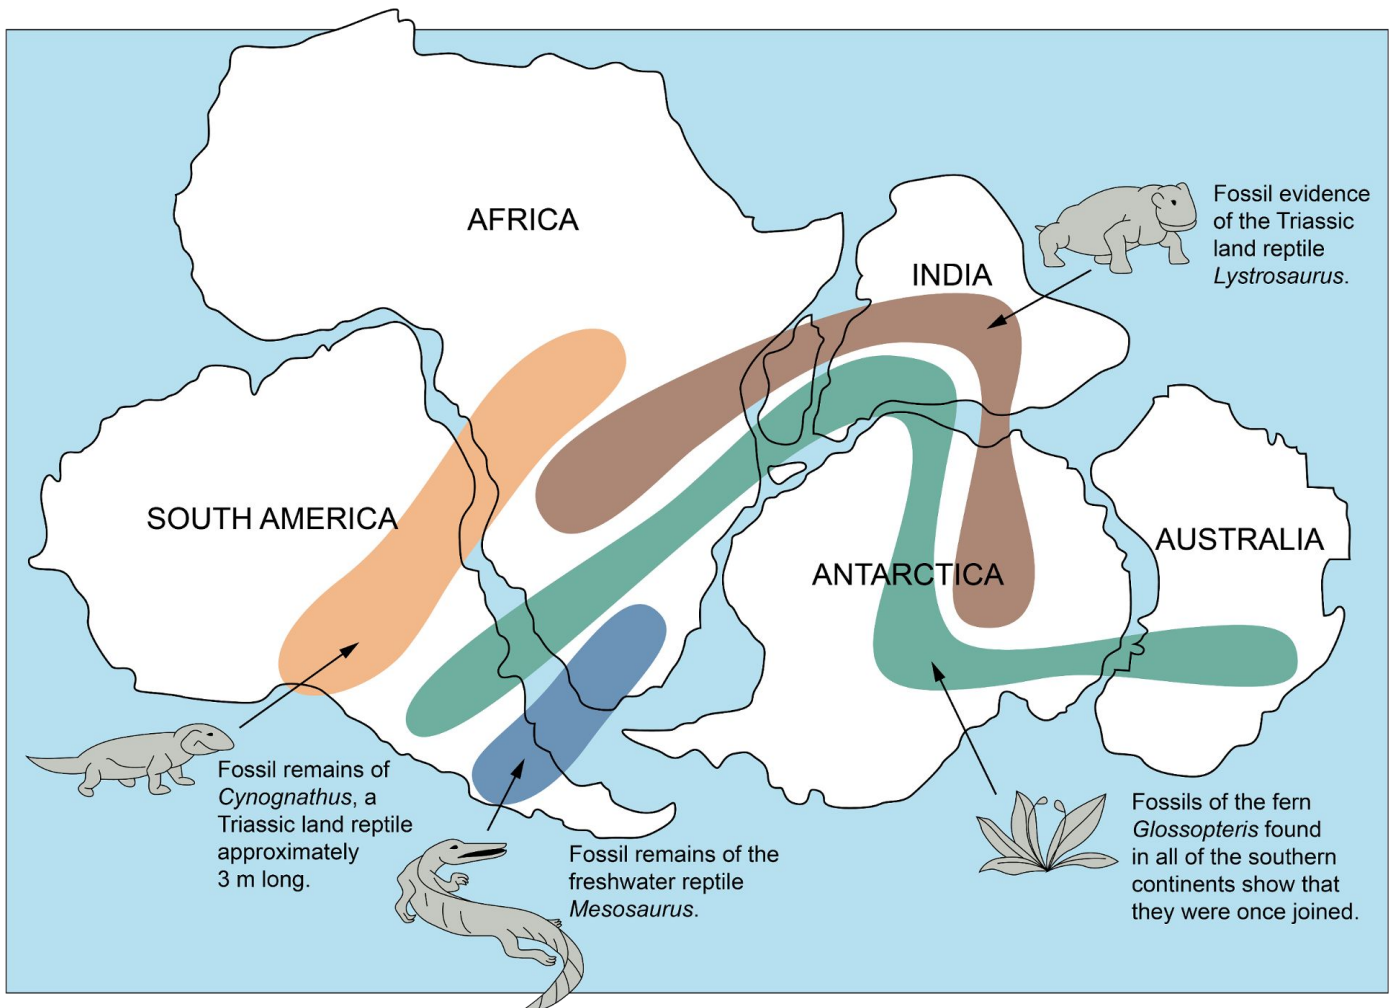 AFRICA
INDIA
Fossil evidence
of the Triassic
land reptile
Lystrosaurus.
SOUTH AMERICA
ANTARCTICA
AUSTRALIA
Fossil remains of
Cynognathus, a
Triassic land reptile
approximately
3 m long.
Fossil remains of the
freshwater reptile
Mesosaurus.
Fossils of the fern
Glossopteris found
in all of the southern
continents show that
they were once joined.